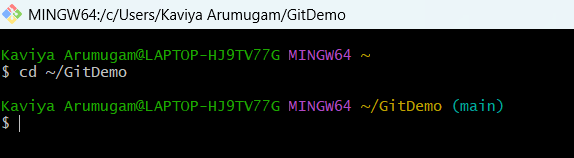 MINGW64:/c/Users/Kaviya Arumugam/GitDemo
Kaviya Arumugam@LAPTOP-HJ9TV77G MINGW64 ~
$ cd ~/GitDemo
Kaviya Arumugam@LAPTOP-HJ9TV77G MINGW64 ~/GitDemo (main)
$